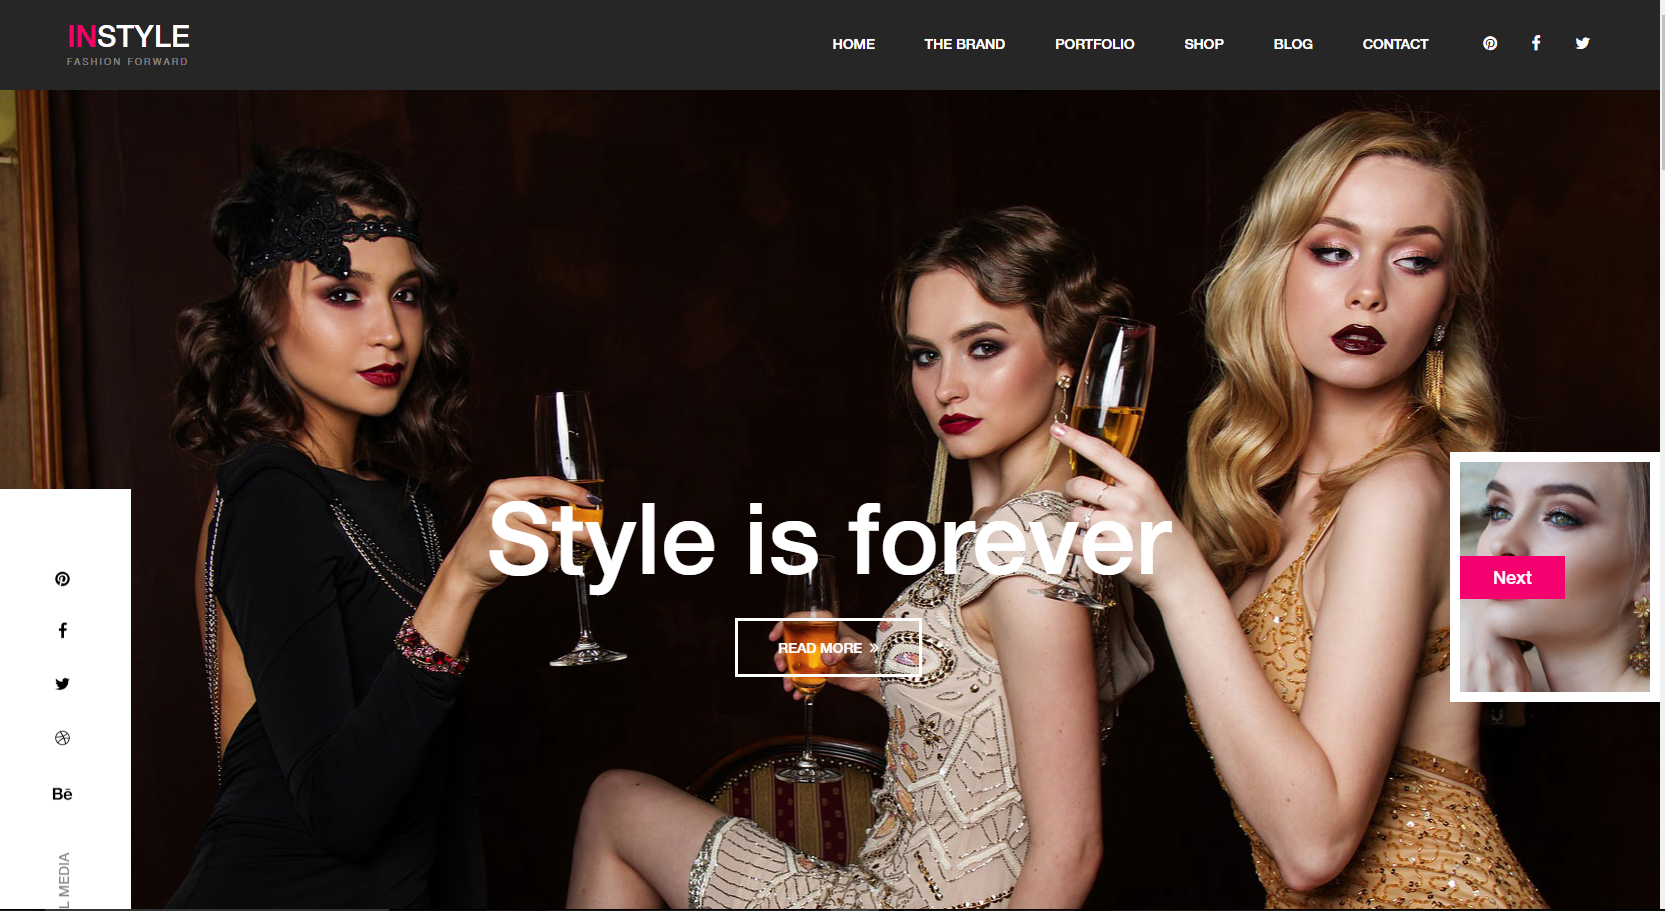 INSTYLE
FASHION FORWARD
HOME THE BRAND PORTFOLIO SHOP BLOG CONTACT
Style is forever
Next
READ MORE »
Bē
L MEDIA